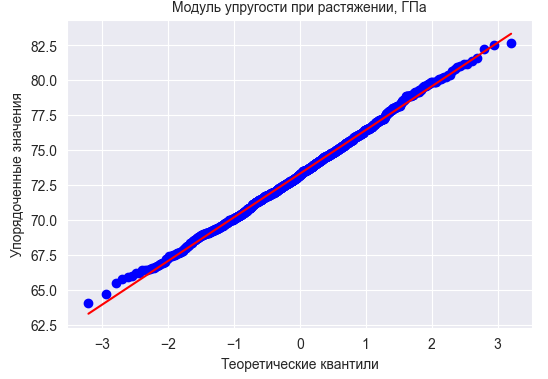 Модуль упругости при растяжении, ГПа
Упорядоченные значения
82.5
80.0
77.5
75.0
72.5
70.0
67.5
65.0
62.5
−3 −2 −1 0 1 2 3
Теоретические квантили